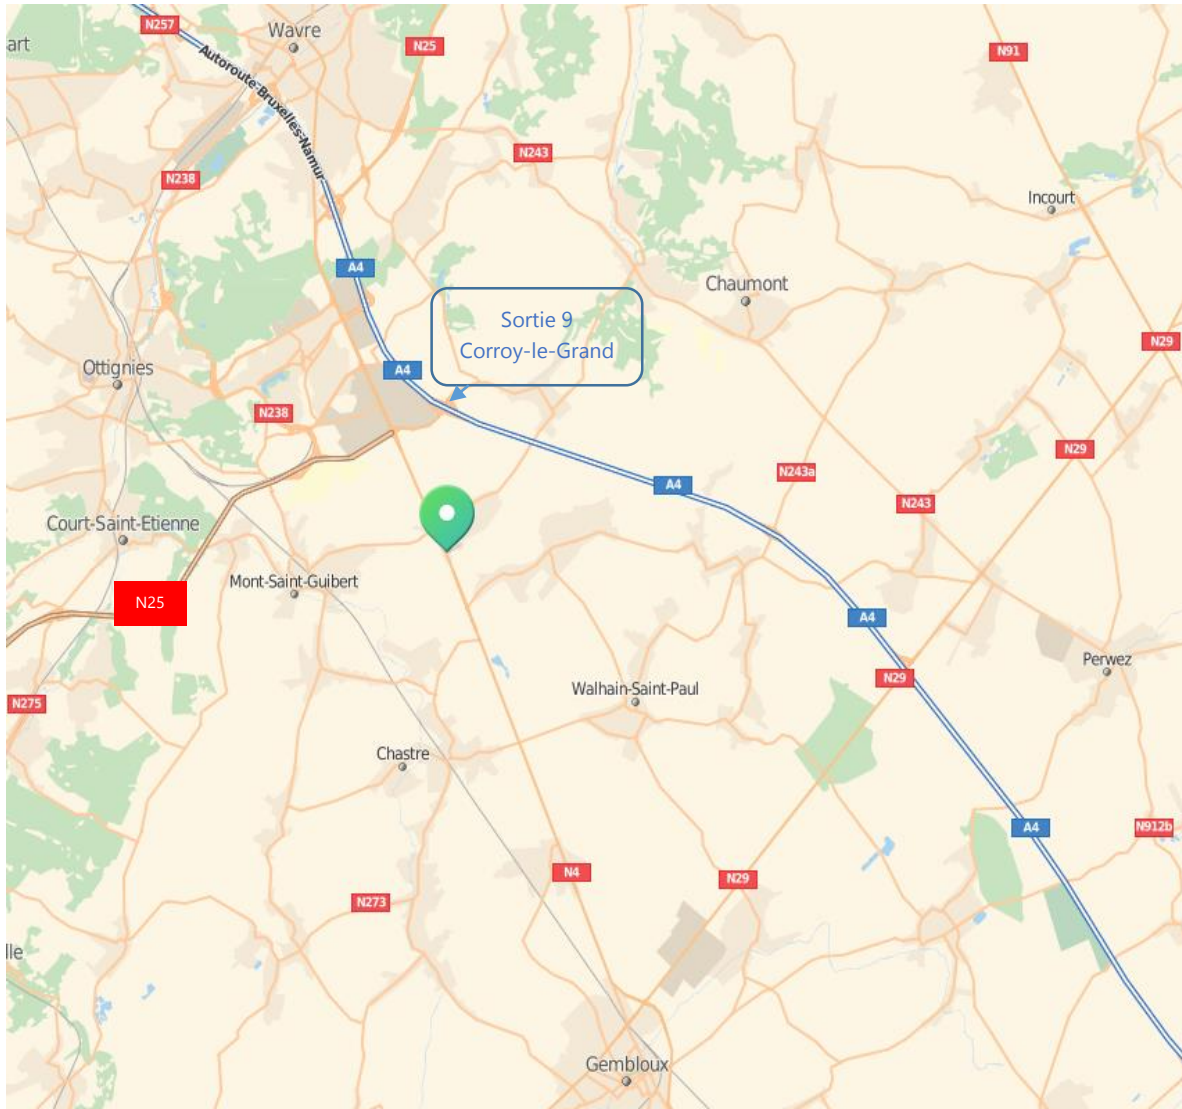 N257
Wavre
N25
art
N91
Autoroute-Bruxelles-Namur
N243
N238
Incourt
A4
Chaumont
Sortie 9
Corroy-le-Grand
N29
Ottignies
A4
N238
N29
N243a
A4
N243
Court-Saint-Etienne
Mont-Saint-Guibert
N25
A4
Perwez
N29
Walhain-Saint-Paul
N275
Chastre
A4
N912b
N4
N29
N273
lle
Gembloux